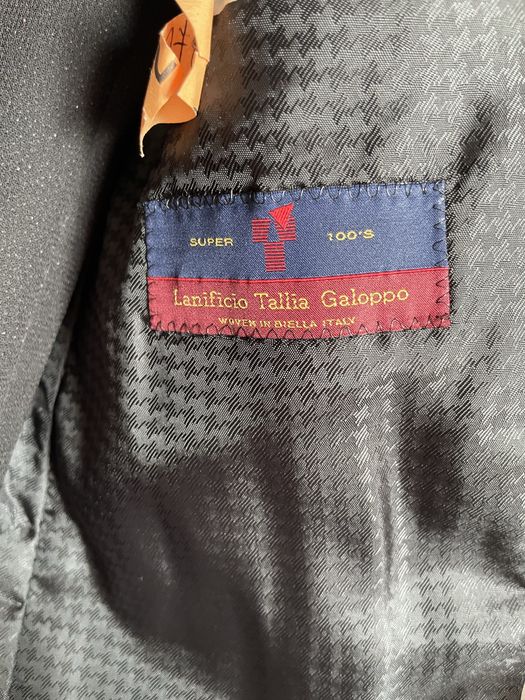 SUPER 100'S
Lanificio Tallia Galoppo
WOVEN IN BIELLA ITALY